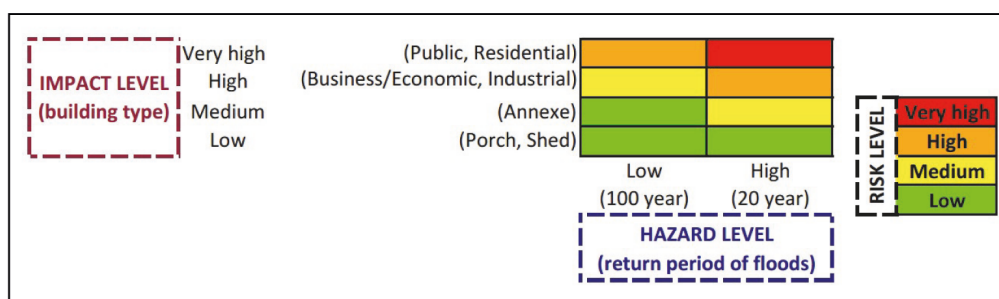 IMPACT LEVEL
(building type)
Very high
High
Medium
Low
(Public, Residential)
(Business/Economic, Industrial)
(Annexe)
(Porch, Shed)
Low
(100 year)
High
(20 year)
HAZARD LEVEL
(return period of floods)
RISK LEVEL
Very high
High
Medium
Low